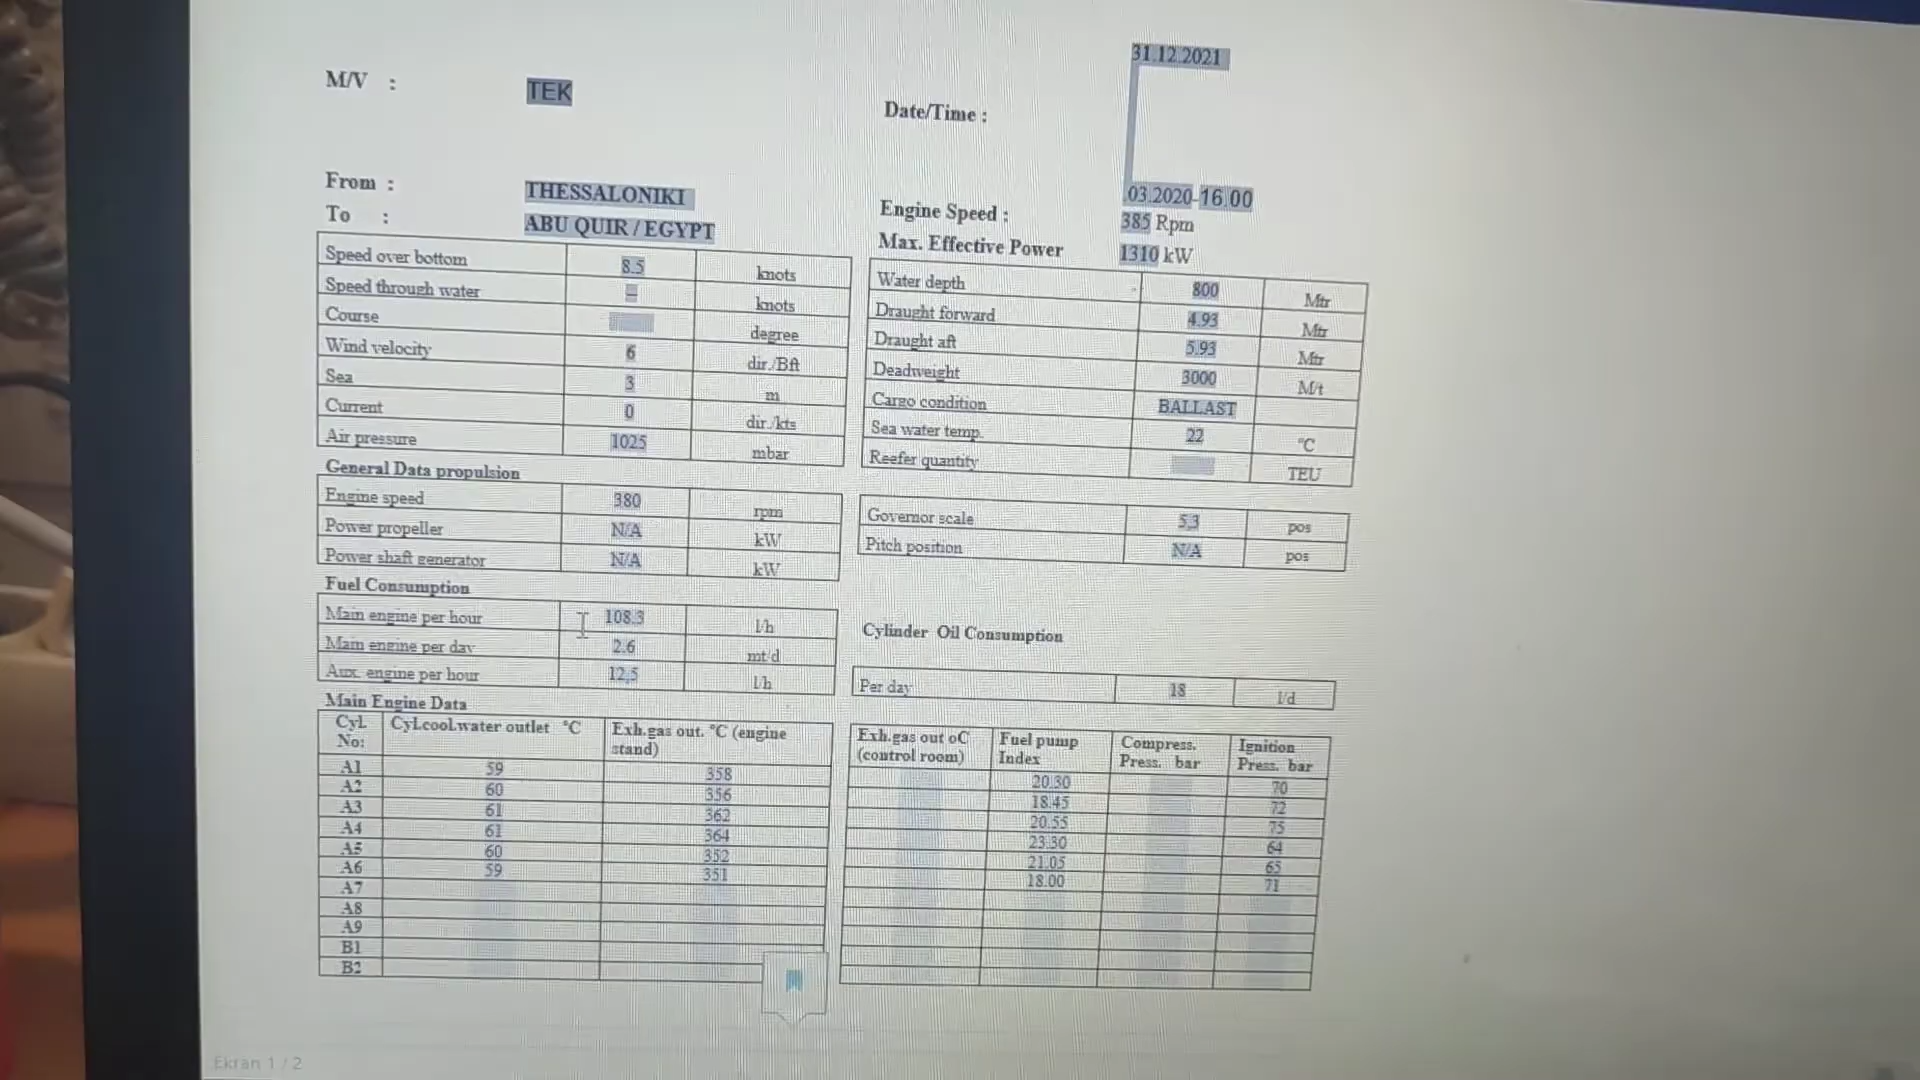 31.12.2021
M/V : TEK
Date/Time :
.03.2020-16.00
From : THESSALONIKI
Engine Speed : 385 Rpm
To : ABU QUIR / EGYPT
Max. Effective Power 1310 kW
Speed over bottom 8.5 knots
Speed through water – knots
Course degree
Wind velocity 6 dir./Bft
Sea 3 m
Current 0 dir./kts
Air pressure 1025 mbar
Water depth 800 Mtr
Draught forward 4.93 Mtr
Draught aft 5.93 Mtr
Deadweight 3000 M/t
Cargo condition BALLAST
Sea water temp. 22 °C
Reefer quantity TEU
General Data propulsion
Engine speed 380 rpm
Power propeller N/A kW
Power shaft generator N/A kW
Governor scale 5.3 pos
Pitch position N/A pos
Fuel Consumption
Main engine per hour 108.3 l/h
Main engine per day 2.6 mt/d
Aux. engine per hour 12,5 l/h
Cylinder Oil Consumption
Per day 18 l/d
Main Engine Data
Cyl. No: Cyl.cool.water outlet °C Exh.gas out. °C (engine stand)
A1 59 358
A2 60 356
A3 61 362
A4 61 364
A5 60 352
A6 59 351
A7
A8
A9
B1
B2
Exh.gas out oC (control room) Fuel pump Index Compress. Press. bar Ignition Press. bar
20.30 70
18.45 72
20.55 75
23.30 64
21.05 65
18.00 71
Ekran 1 / 2